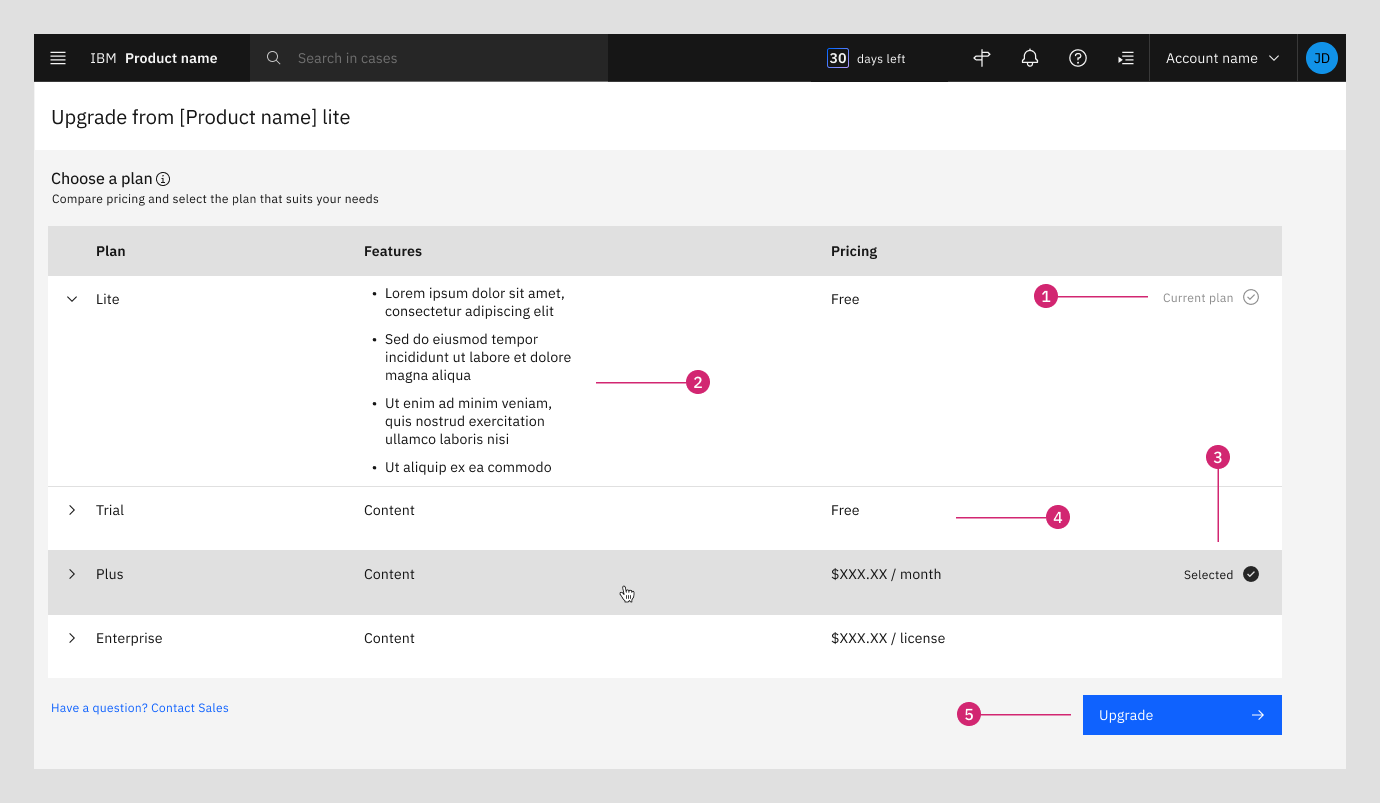 IBM Product name
Search in cases
30 days left
Account name
JD
Upgrade from [Product name] lite
Choose a plan
Compare pricing and select the plan that suits your needs
Plan Features Pricing
Lite
• Lorem ipsum dolor sit amet,
consectetur adipiscing elit
• Sed do eiusmod tempor
incididunt ut labore et dolore
magna aliqua
• Ut enim ad minim veniam,
quis nostrud exercitation
ullamco laboris nisi
• Ut aliquip ex ea commodo
Free
1
Current plan
2
3
Trial Content Free
4
Plus Content $XXX.XX / month Selected
Enterprise Content $XXX.XX / license
Have a question? Contact Sales
5
Upgrade